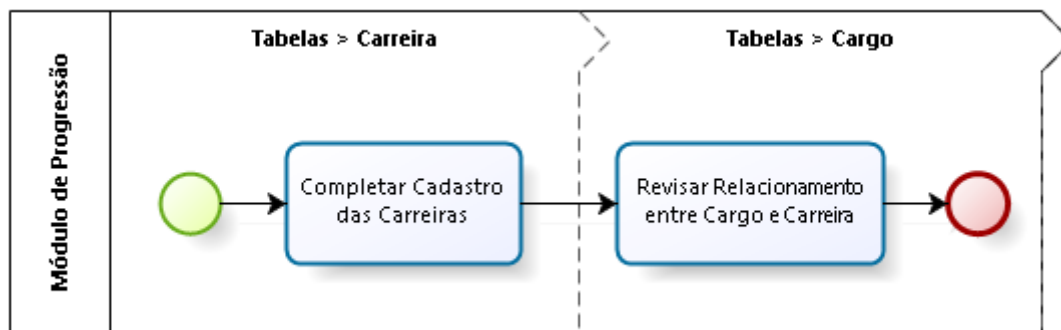 Tabelas > Carreira
Tabelas > Cargo
Módulo de Progressão
Completar Cadastro
das Carreiras
Revisar Relacionamento
entre Cargo e Carreira